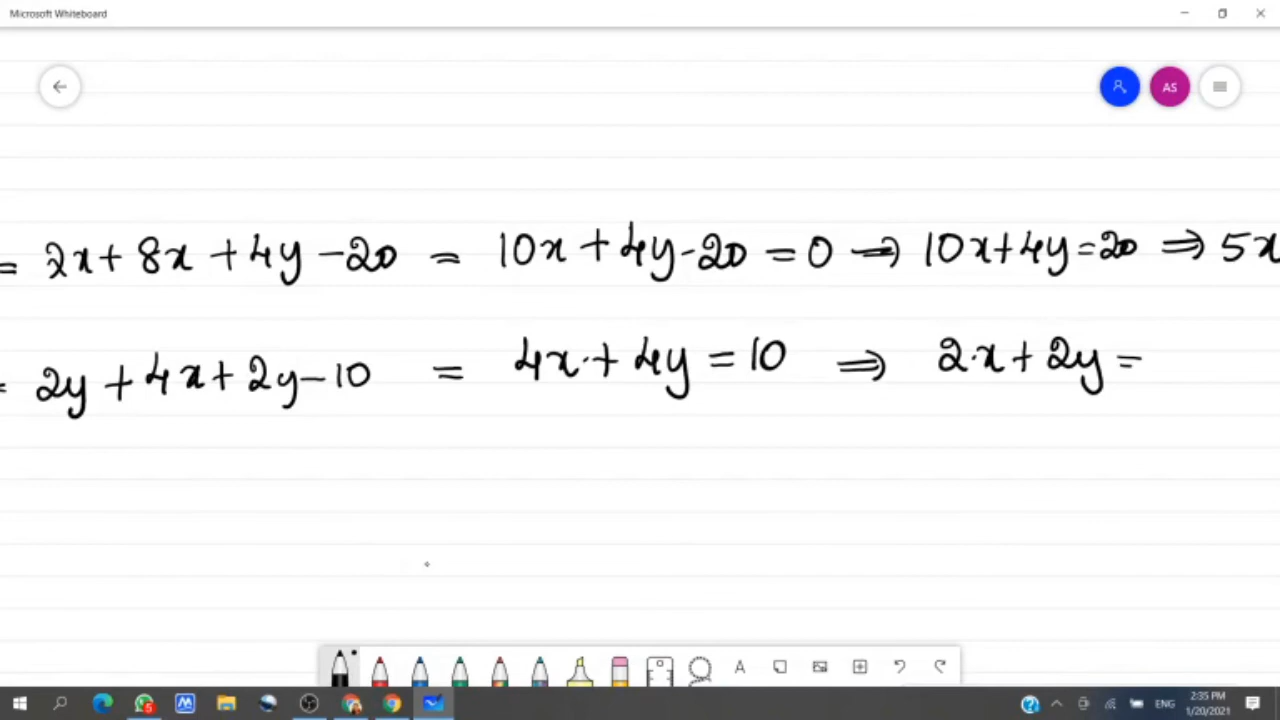 Microsoft Whiteboard
AS
= 2x + 8x + 4y - 20 = 10x + 4y - 20 = 0 → 10x + 4y = 20 ⇒ 5x
= 2y + 4x + 2y - 10 = 4x + 4y = 10 ⇒ 2x + 2y =
A
5
ENG
2:35 PM
1/20/2021